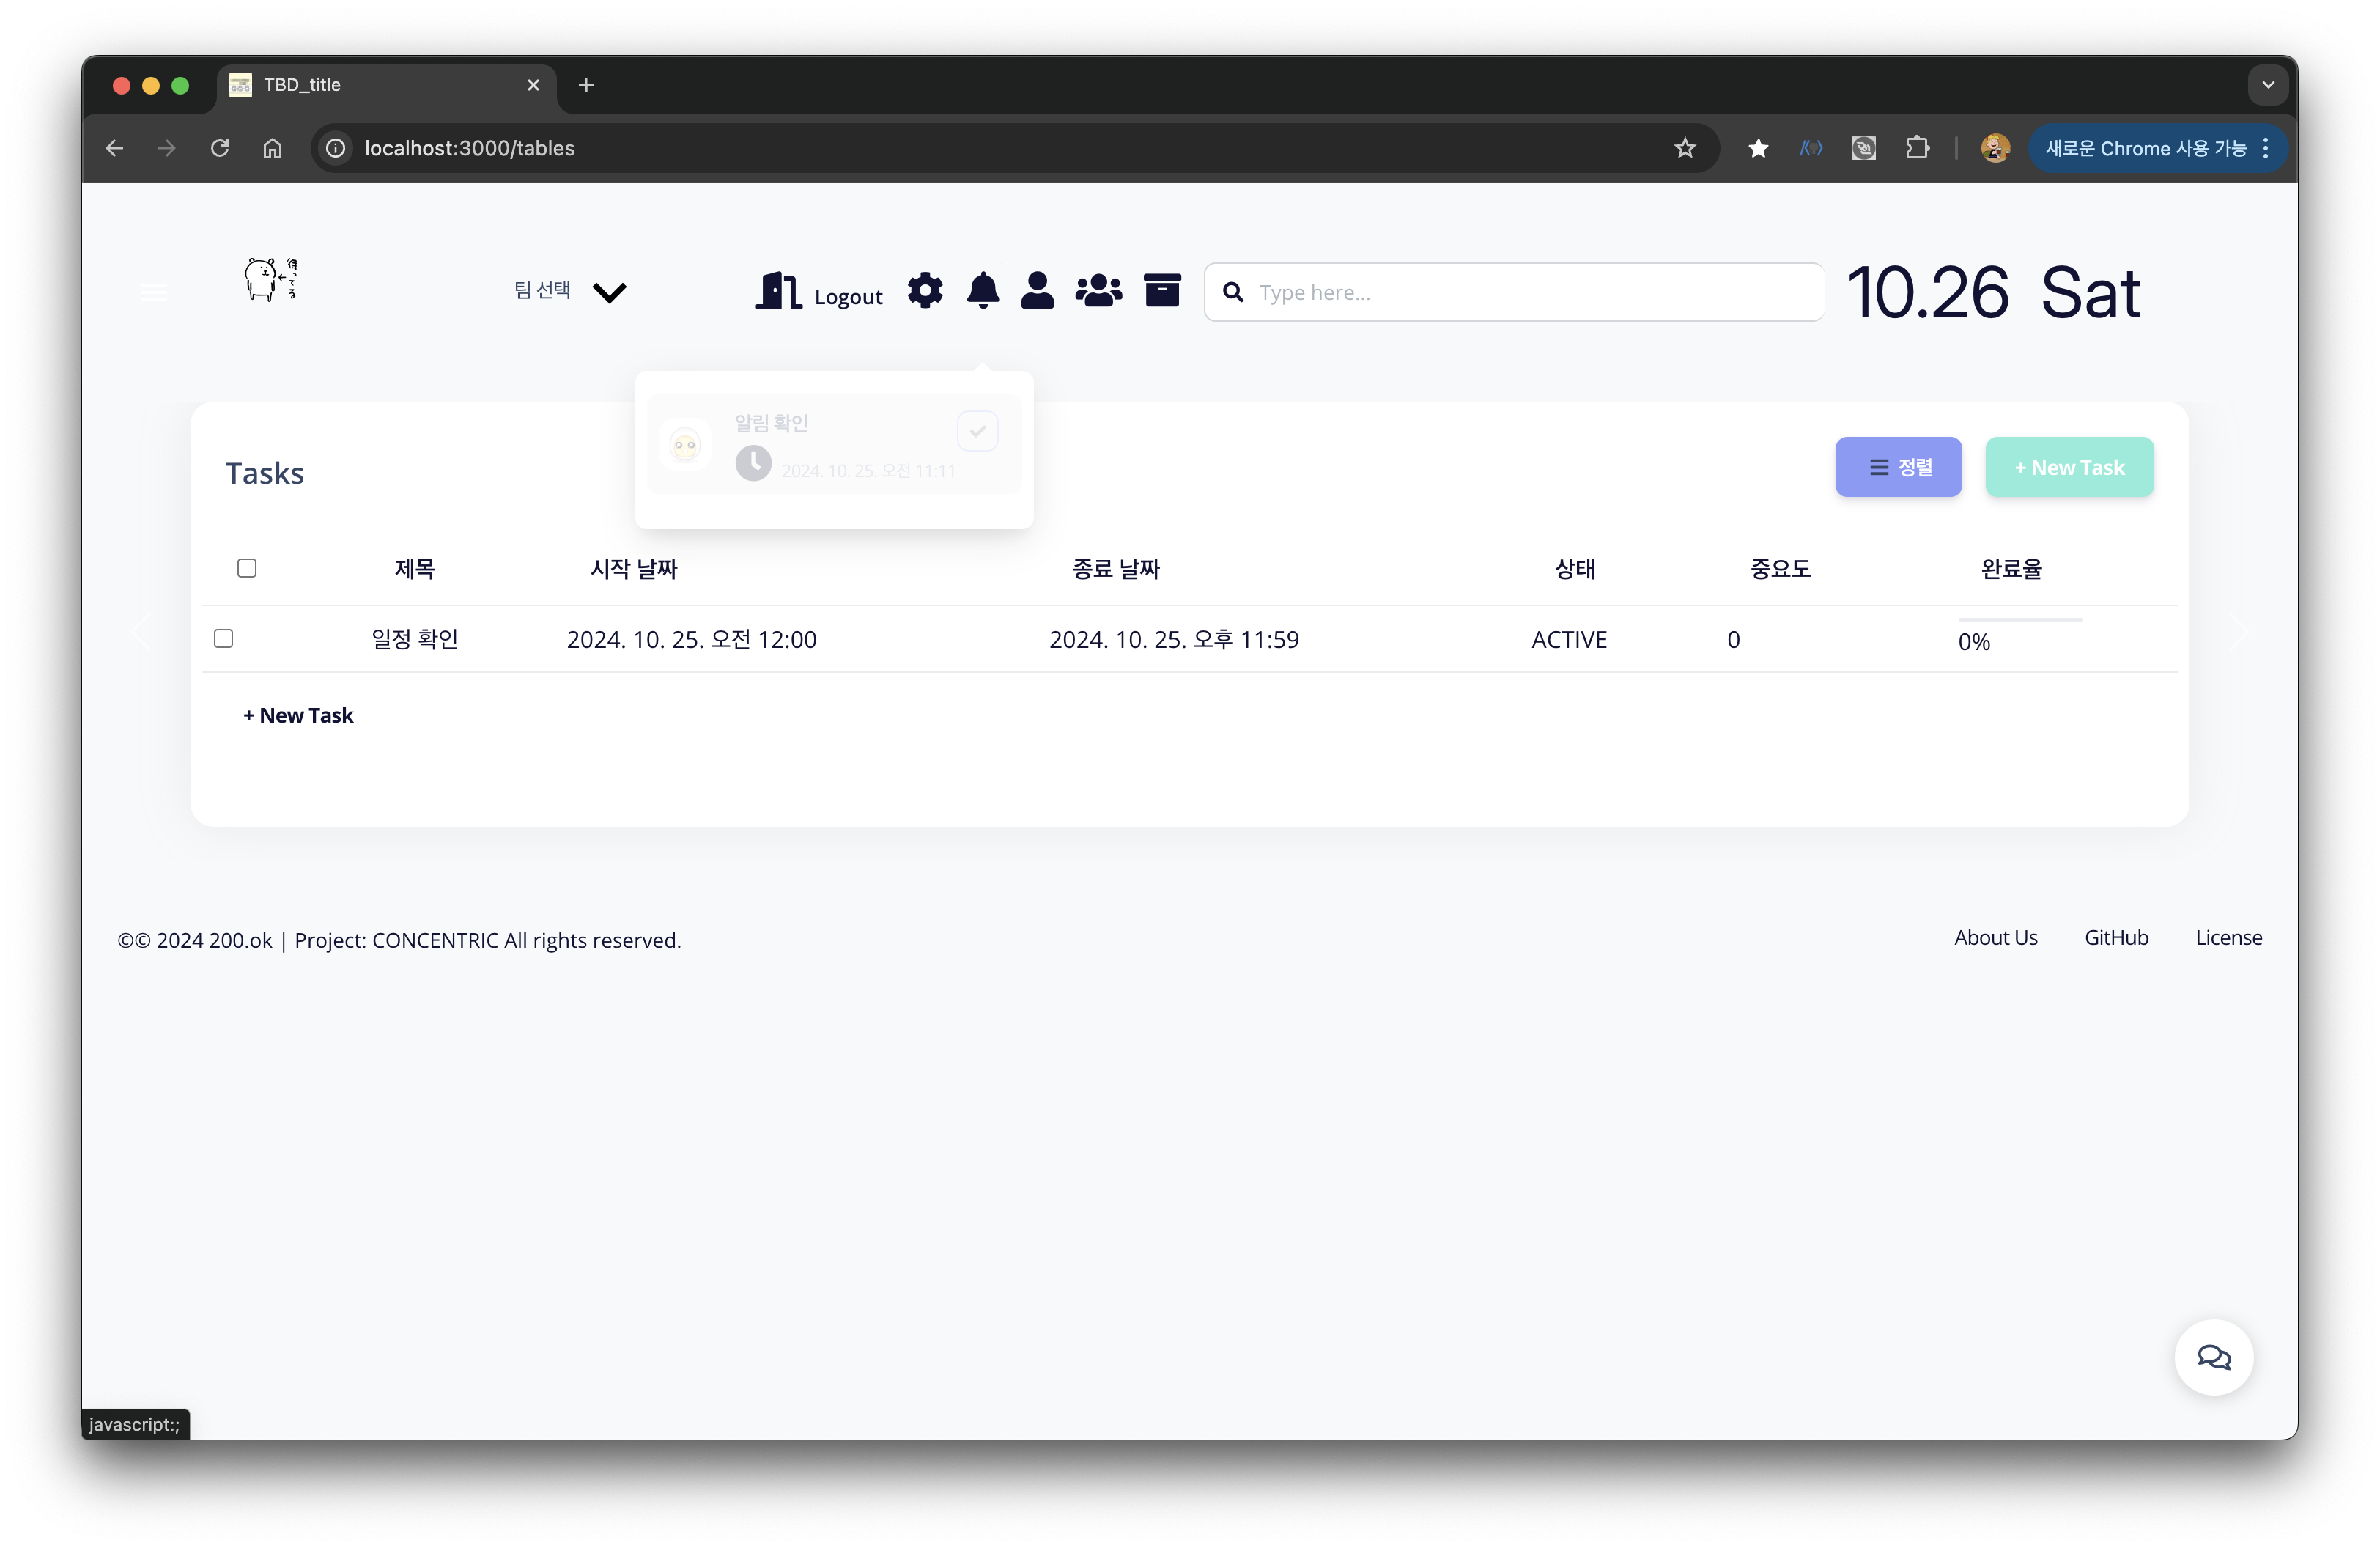 TBD_title
localhost:3000/tables
새로운 Chrome 사용 가능
待ってる
팀 선택
Logout
Type here...
10.26 Sat
알림 확인
2024. 10. 25. 오전 11:11
Tasks
정렬
+ New Task
제목 시작 날짜 종료 날짜 상태 중요도 완료율
일정 확인 2024. 10. 25. 오전 12:00 2024. 10. 25. 오후 11:59 ACTIVE 0 0%
+ New Task
©© 2024 200.ok | Project: CONCENTRIC All rights reserved.
About Us GitHub License
javascript:;